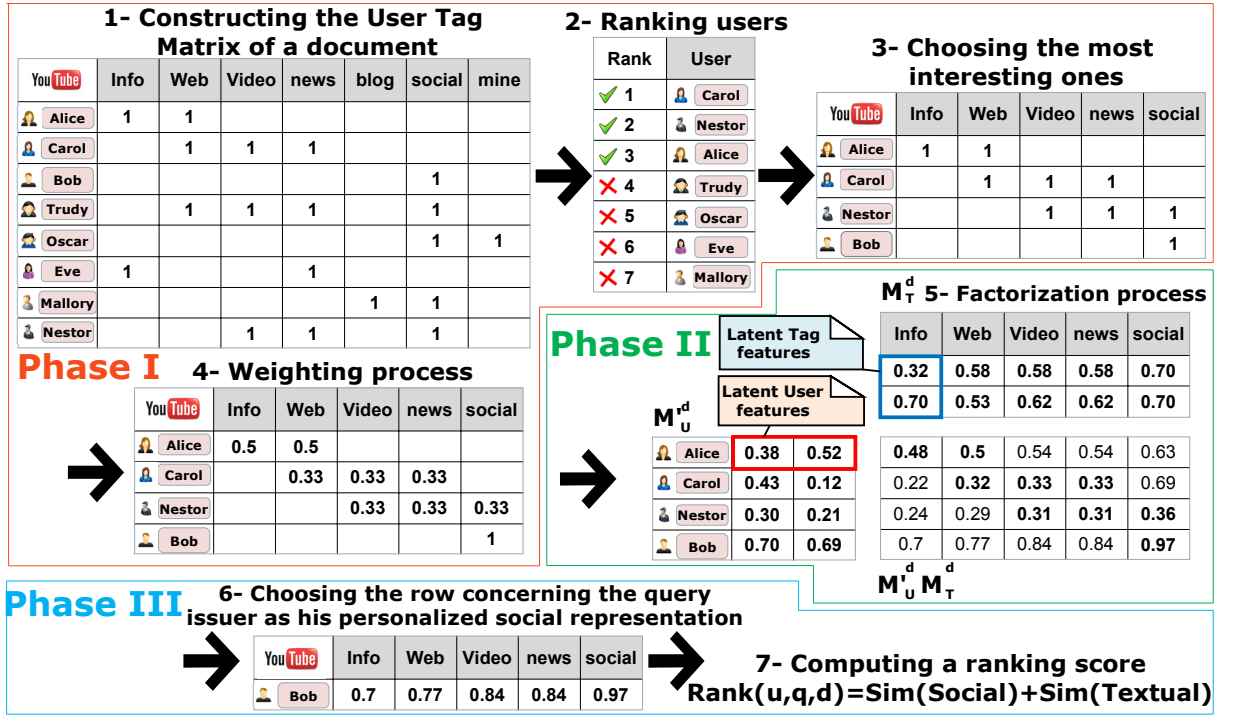 1- Constructing the User Tag
Matrix of a document
YouTube Info Web Video news blog social mine
Alice 1 1
Carol 1 1 1
Bob 1
Trudy 1 1 1 1
Oscar 1 1
Eve 1 1
Mallory 1 1
Nestor 1 1 1
2- Ranking users
Rank User
1 Carol
2 Nestor
3 Alice
4 Trudy
5 Oscar
6 Eve
7 Mallory
3- Choosing the most
interesting ones
YouTube Info Web Video news social
Alice 1 1
Carol 1 1 1
Nestor 1 1 1
Bob 1
Phase I
4- Weighting process
YouTube Info Web Video news social
Alice 0.5 0.5
Carol 0.33 0.33 0.33
Nestor 0.33 0.33 0.33
Bob 1
Phase II
M_T^d 5- Factorization process
Latent Tag
features
Info Web Video news social
0.32 0.58 0.58 0.58 0.70
0.70 0.53 0.62 0.62 0.70
Latent User
features
M'_U^d
Alice 0.38 0.52 0.48 0.5 0.54 0.54 0.63
Carol 0.43 0.12 0.22 0.32 0.33 0.33 0.69
Nestor 0.30 0.21 0.24 0.29 0.31 0.31 0.36
Bob 0.70 0.69 0.7 0.77 0.84 0.84 0.97
M'_U^d M_T^d
Phase III
6- Choosing the row concerning the query
issuer as his personalized social representation
YouTube Info Web Video news social
Bob 0.7 0.77 0.84 0.84 0.97
7- Computing a ranking score
Rank(u,q,d)=Sim(Social)+Sim(Textual)